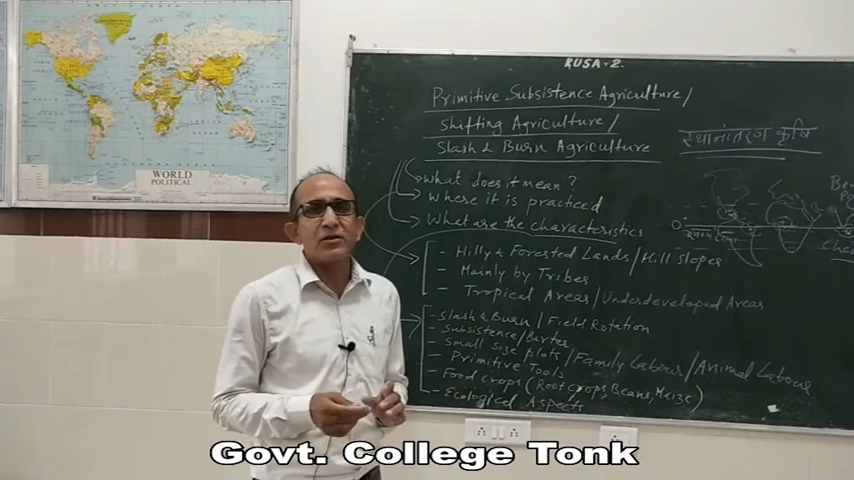 WORLD
POLITICAL
RUSA-2.
Primitive Subsistence Agriculture/
Shifting Agriculture/
Slash & Burn Agriculture
स्थानांतरण कृषि
What does it mean?
Where it is practiced
What are the characteristics
- Hilly & Forested Lands/Hill slopes
- Mainly by Tribes
- Tropical Areas/Underdeveloped Areas
- Slash & Burn / Field Rotation
- Subsistence/Barter
- Small size plots/Family Labour/Animal Labour
- Primitive Tools
- Food crops (Root crops, Beans, Maize)
- Ecological Aspects
0°
Govt. College Tonk